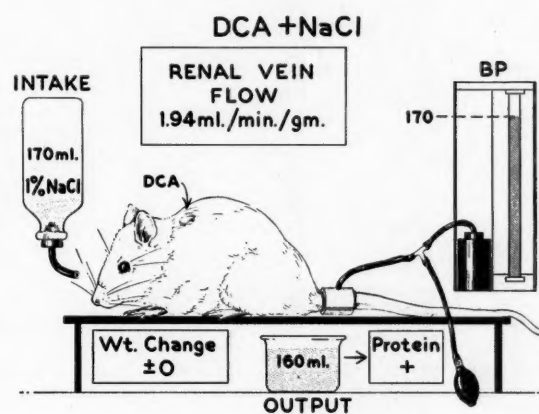 DCA + NaCl
RENAL VEIN
FLOW
1.94ml./min./gm.
INTAKE
170ml.
1% NaCl
DCA
BP
170
Wt. Change
±0
160ml.
Protein
+
OUTPUT